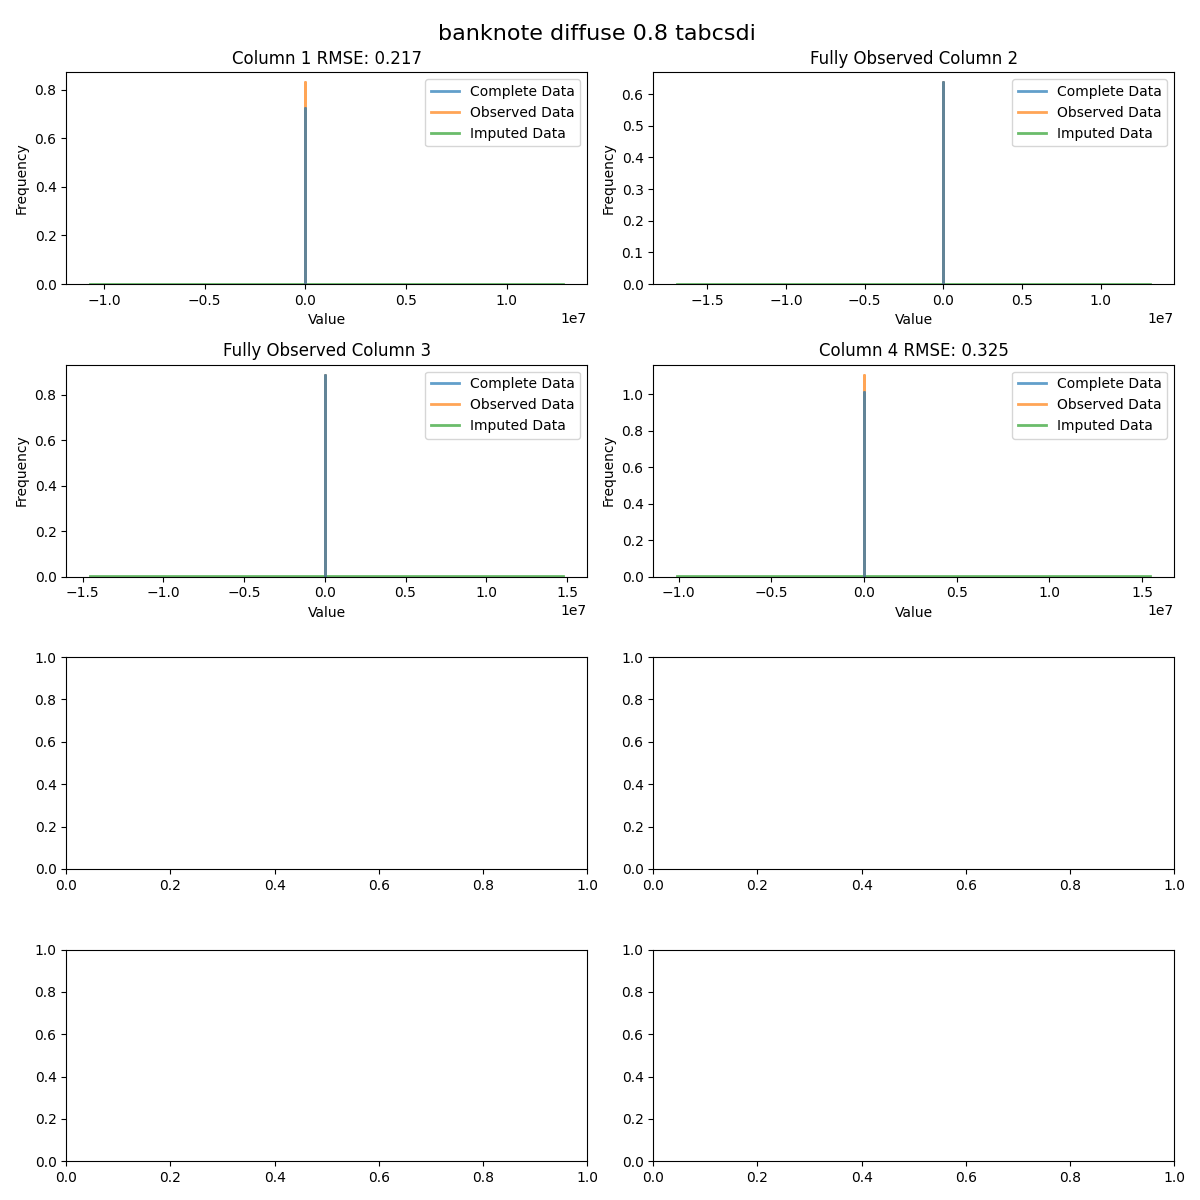 banknote diffuse 0.8 tabcsdi
Column 1 RMSE: 0.217
Frequency
0.8
0.6
0.4
0.2
0.0
Complete Data
Observed Data
Imputed Data
−1.0 −0.5 0.0 0.5 1.0
Value
1e7
Fully Observed Column 2
Frequency
0.6
0.5
0.4
0.3
0.2
0.1
0.0
Complete Data
Observed Data
Imputed Data
−1.5 −1.0 −0.5 0.0 0.5 1.0
Value
1e7
Fully Observed Column 3
Frequency
0.8
0.6
0.4
0.2
0.0
Complete Data
Observed Data
Imputed Data
−1.5 −1.0 −0.5 0.0 0.5 1.0 1.5
Value
1e7
Column 4 RMSE: 0.325
Frequency
1.0
0.8
0.6
0.4
0.2
0.0
Complete Data
Observed Data
Imputed Data
−1.0 −0.5 0.0 0.5 1.0 1.5
Value
1e7
1.0
0.8
0.6
0.4
0.2
0.0
0.0 0.2 0.4 0.6 0.8 1.0
1.0
0.8
0.6
0.4
0.2
0.0
0.0 0.2 0.4 0.6 0.8 1.0
1.0
0.8
0.6
0.4
0.2
0.0
0.0 0.2 0.4 0.6 0.8 1.0
1.0
0.8
0.6
0.4
0.2
0.0
0.0 0.2 0.4 0.6 0.8 1.0